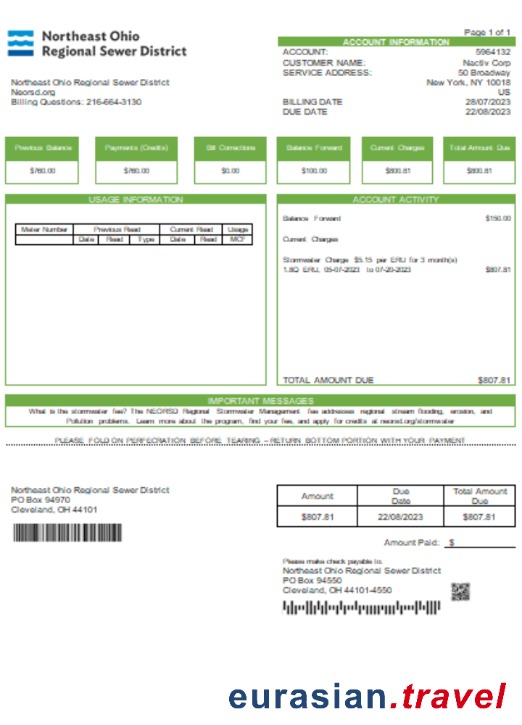 Northeast Ohio
Regional Sewer District
Page 1 of 1
ACCOUNT INFORMATION
ACCOUNT: 5964132
CUSTOMER NAME: Nactiv Corp
SERVICE ADDRESS: 50 Broadway
New York, NY 10018
US
BILLING DATE 28/07/2023
DUE DATE 22/08/2023
Northeast Ohio Regional Sewer District
Neorsd.org
Billing Questions: 216-664-3130
Previous Balance Payments (Credits) Bill Corrections Balance Forward Current Charges Total Amount Due
$760.00 $760.00 $0.00 $100.00 $800.81 $800.81
USAGE INFORMATION
Meter Number Previous Read Current Read Usage
Date Read Type Date Read MCF
ACCOUNT ACTIVITY
Balance Forward $150.00
Current Charges
Stormwater Charge $5.15 per ERU for 3 month(s)
1.8Q ERU, 05-07-2023 to 07-20-2023 $807.81
TOTAL AMOUNT DUE $807.81
IMPORTANT MESSAGES
What is the stormwater fee? The NEORSD Regional Stormwater Management fee addresses regional stream flooding, erosion, and
Pollution problems. Learn more about the program, find your fee, and apply for credits at neorsd.org/stormwater
PLEASE FOLD ON PERFECRATION BEFORE TEARING – RETURN BOTTOM PORTION WITH YOUR PAYMENT
Northeast Ohio Regional Sewer District
PO Box 94970
Cleveland, OH 44101
Amount Due Date Total Amount Due
$807.81 22/08/2023 $807.81
Amount Paid: $
Please make check payable to.
Northeast Ohio Regional Sewer District
PO Box 94550
Cleveland, OH 44101-4550
eurasian.travel